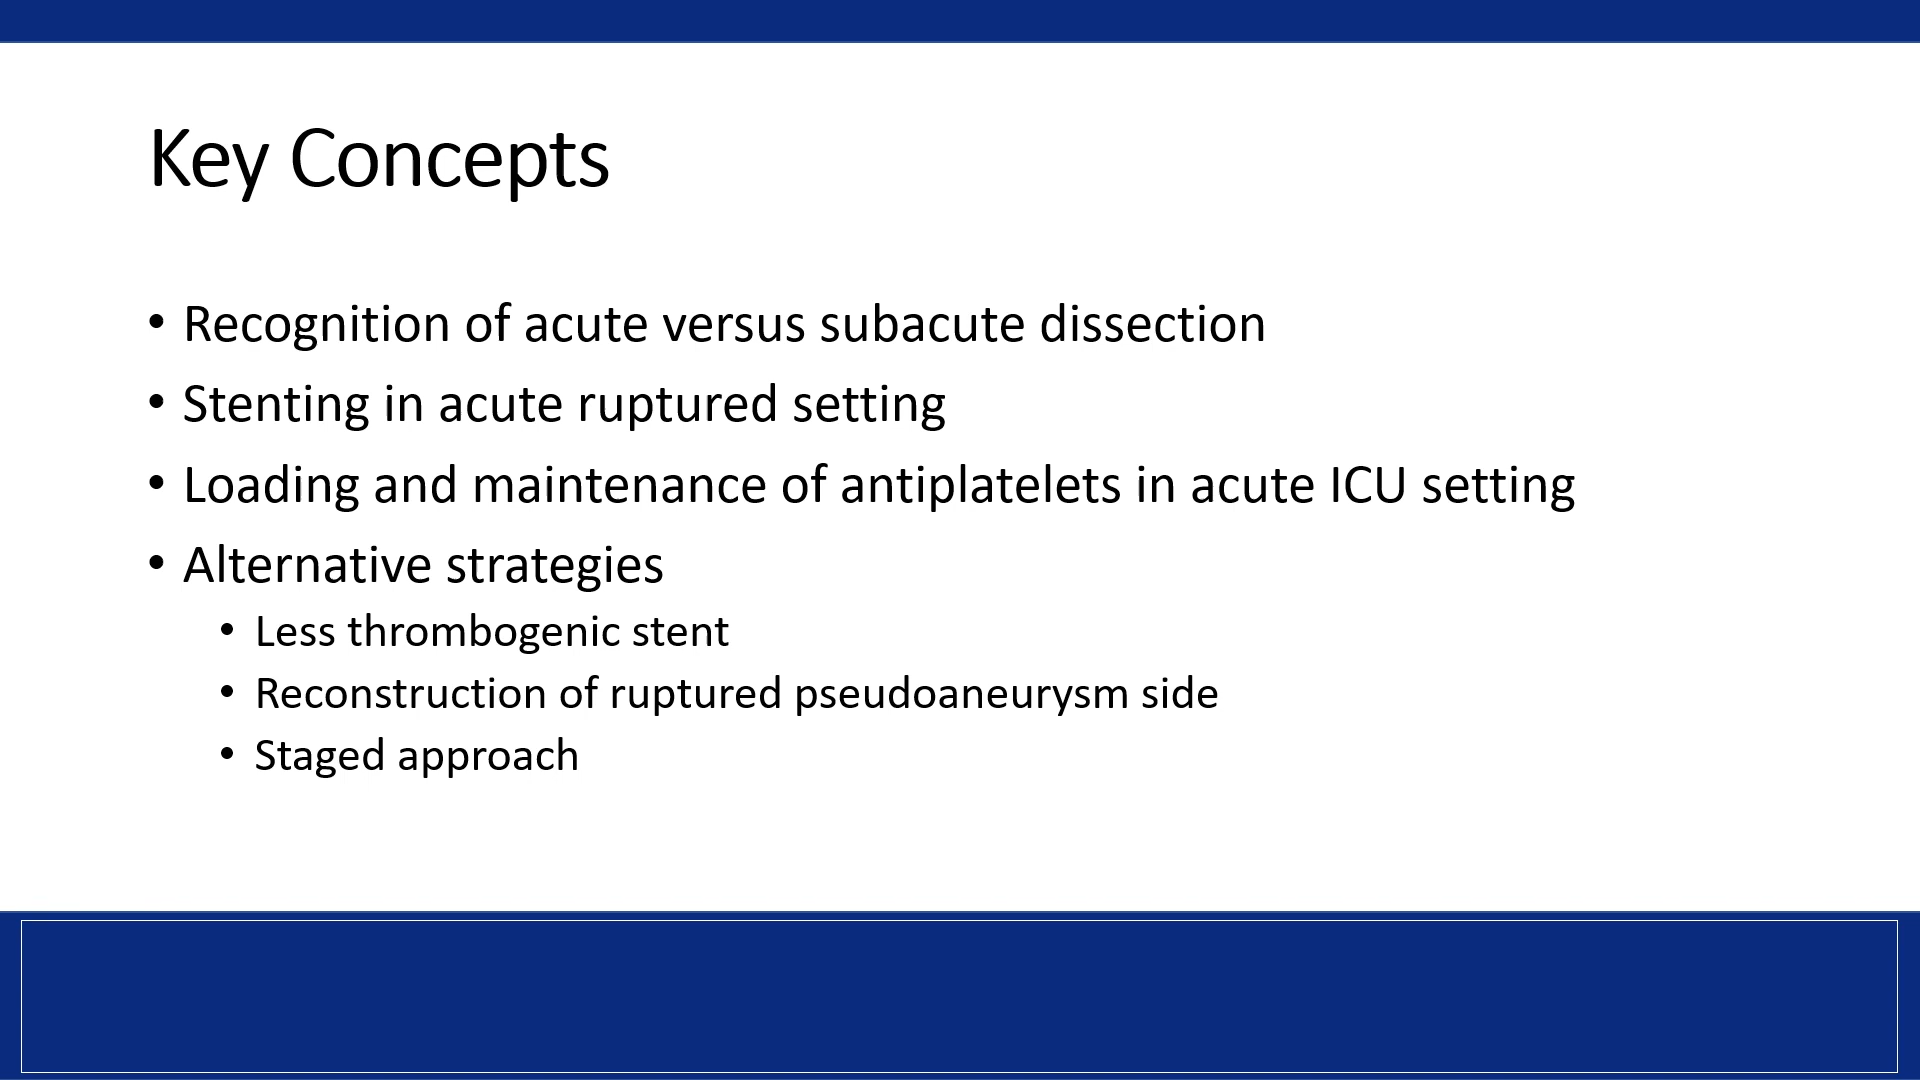 Key Concepts
• Recognition of acute versus subacute dissection
• Stenting in acute ruptured setting
• Loading and maintenance of antiplatelets in acute ICU setting
• Alternative strategies
• Less thrombogenic stent
• Reconstruction of ruptured pseudoaneurysm side
• Staged approach